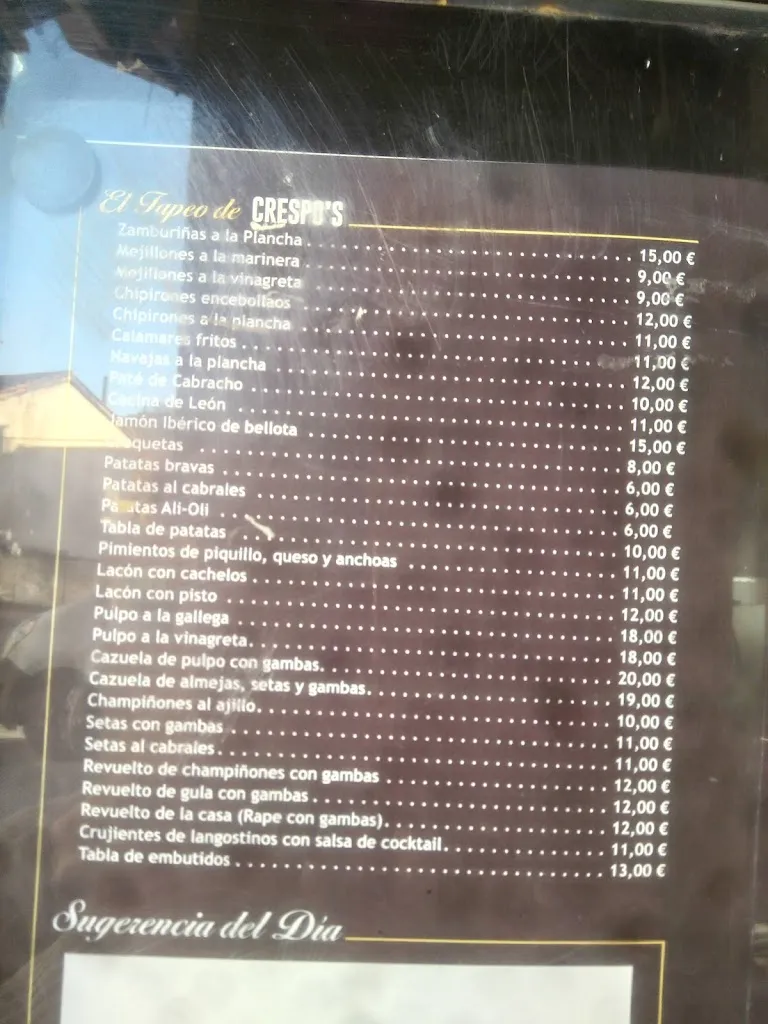 El Tapeo de CRESPO'S
Zamburiñas a la Plancha 15,00 €
Mejillones a la marinera 9,00 €
Mejillones a la vinagreta 9,00 €
Chipirones encebollaos 12,00 €
Chipirones a la plancha 11,00 €
Calamares fritos 11,00 €
Navajas a la plancha 12,00 €
Paté de Cabracho 10,00 €
Cecina de León 11,00 €
Jamón Ibérico de bellota 15,00 €
Croquetas 8,00 €
Patatas bravas 6,00 €
Patatas al cabrales 6,00 €
Patatas Ali-Oli 6,00 €
Tabla de patatas 10,00 €
Pimientos de piquillo, queso y anchoas 11,00 €
Lacón con cachelos 11,00 €
Lacón con pisto 12,00 €
Pulpo a la gallega 18,00 €
Pulpo a la vinagreta. 18,00 €
Cazuela de pulpo con gambas. 20,00 €
Cazuela de almejas, setas y gambas. 19,00 €
Champiñones al ajillo. 10,00 €
Setas con gambas 11,00 €
Setas al cabrales 11,00 €
Revuelto de champiñones con gambas 12,00 €
Revuelto de gula con gambas 12,00 €
Revuelto de la casa (Rape con gambas). 12,00 €
Crujientes de langostinos con salsa de cocktail. 11,00 €
Tabla de embutidos 13,00 €
Sugerencia del Día